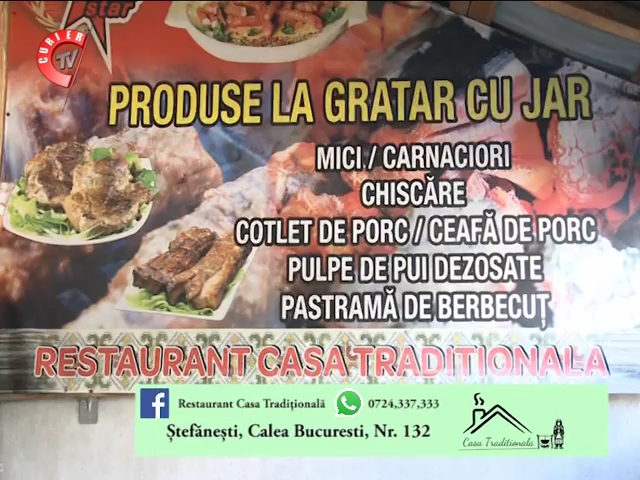 star
CURIER
TV
PRODUSE LA GRATAR CU JAR
MICI / CARNACIORI
CHISCĂRE
COTLET DE PORC / CEAFĂ DE PORC
PULPE DE PUI DEZOSATE
PASTRAMĂ DE BERBECUȚ
RESTAURANT CASA TRADITIONALA
Restaurant Casa Tradițională 0724,337,333
Ștefănești, Calea Bucuresti, Nr. 132
Casa Traditionala